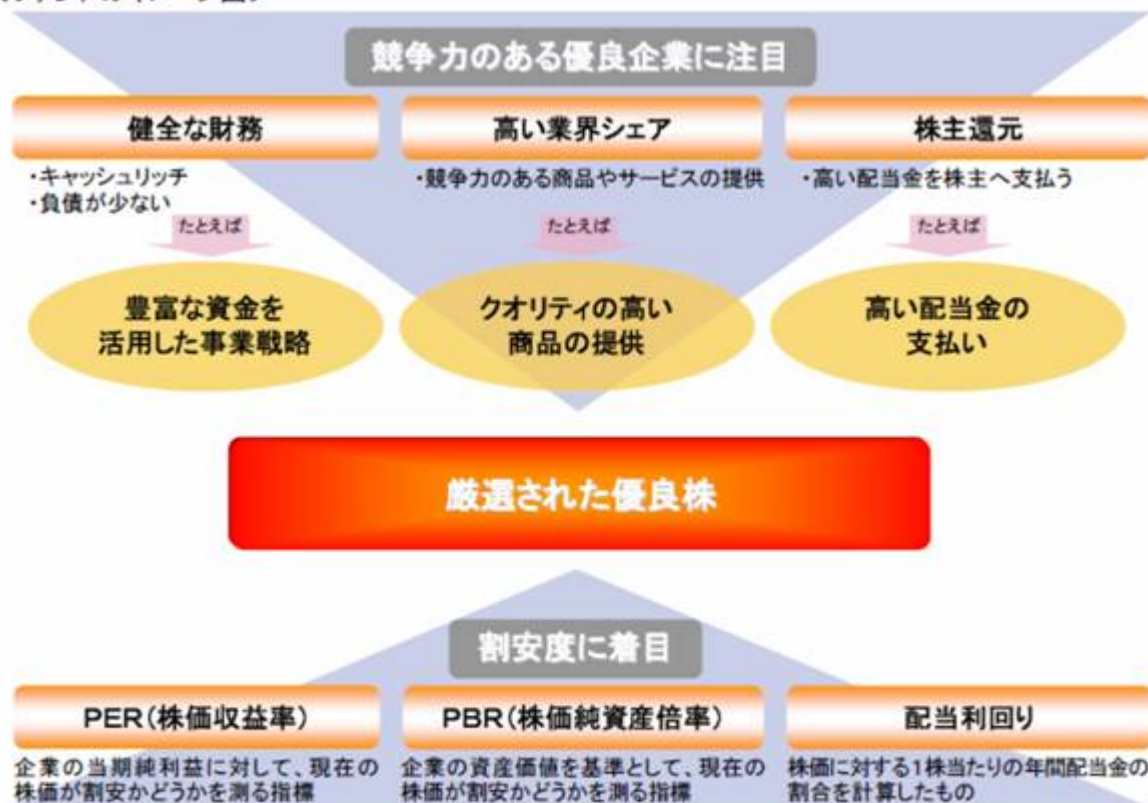 競争力のある優良企業に注目
健全な財務
高い業界シェア
株主還元
・キャッシュリッチ
・負債が少ない
・競争力のある商品やサービスの提供
・高い配当金を株主へ支払う
たとえば
たとえば
たとえば
豊富な資金を
活用した事業戦略
クオリティの高い
商品の提供
高い配当金の
支払い
厳選された優良株
割安度に着目
PER(株価収益率)
PBR(株価純資産倍率)
配当利回り
企業の当期純利益に対して、現在の
株価が割安かどうかを測る指標
企業の資産価値を基準として、現在の
株価が割安かどうかを測る指標
株価に対する1株当たりの年間配当金の
割合を計算したもの